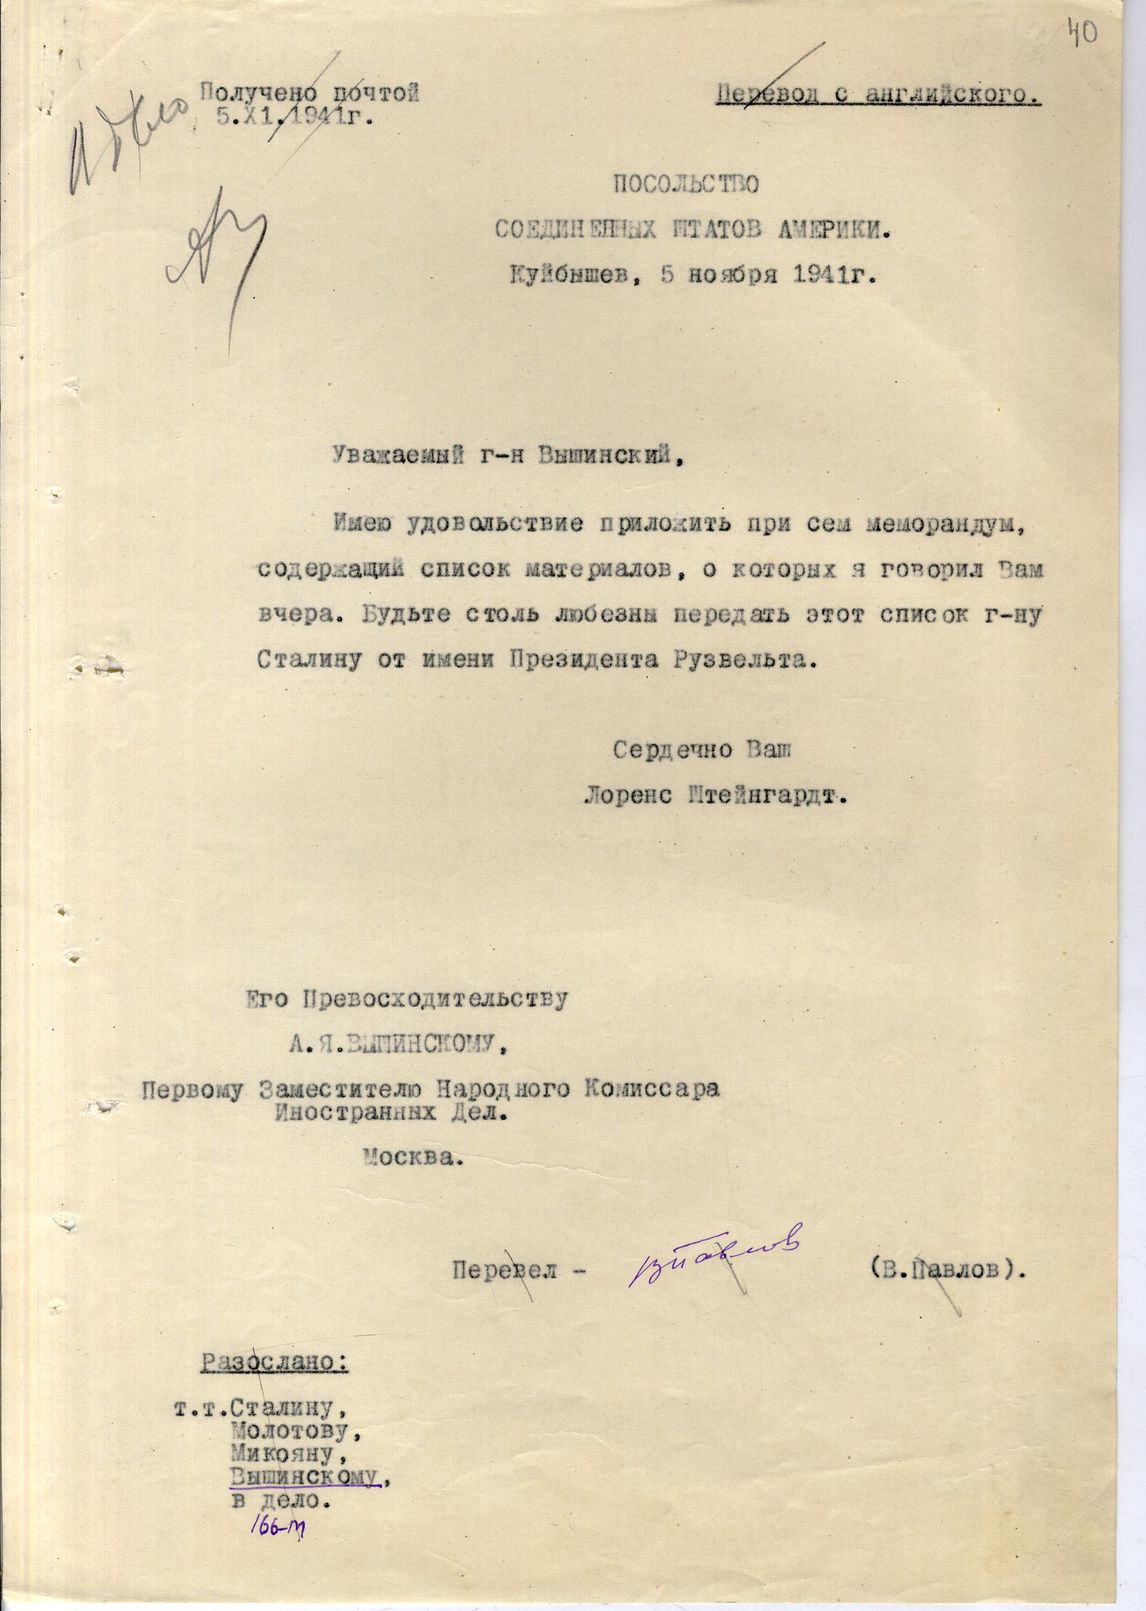 40
Получено почтой
5.XI.1941г.
Перевод с английского.
В дело
ПОСОЛЬСТВО
СОЕДИНЕННЫХ ШТАТОВ АМЕРИКИ.
Куйбышев, 5 ноября 1941г.
Уважаемый г-н Вышинский,
Имею удовольствие приложить при сем меморандум,
содержащий список материалов, о которых я говорил Вам
вчера. Будьте столь любезны передать этот список г-ну
Сталину от имени Президента Рузвельта.
Сердечно Ваш
Лоренс Штейнгардт.
Его Превосходительству
А.Я.ВЫШИНСКОМУ,
Первому Заместителю Народного Комиссара
Иностранных Дел.
Москва.
Перевел - ВПавлов (В.Павлов).
Разослано:
т.т.Сталину,
Молотову,
Микояну,
Вышинскому,
в дело.
166-м